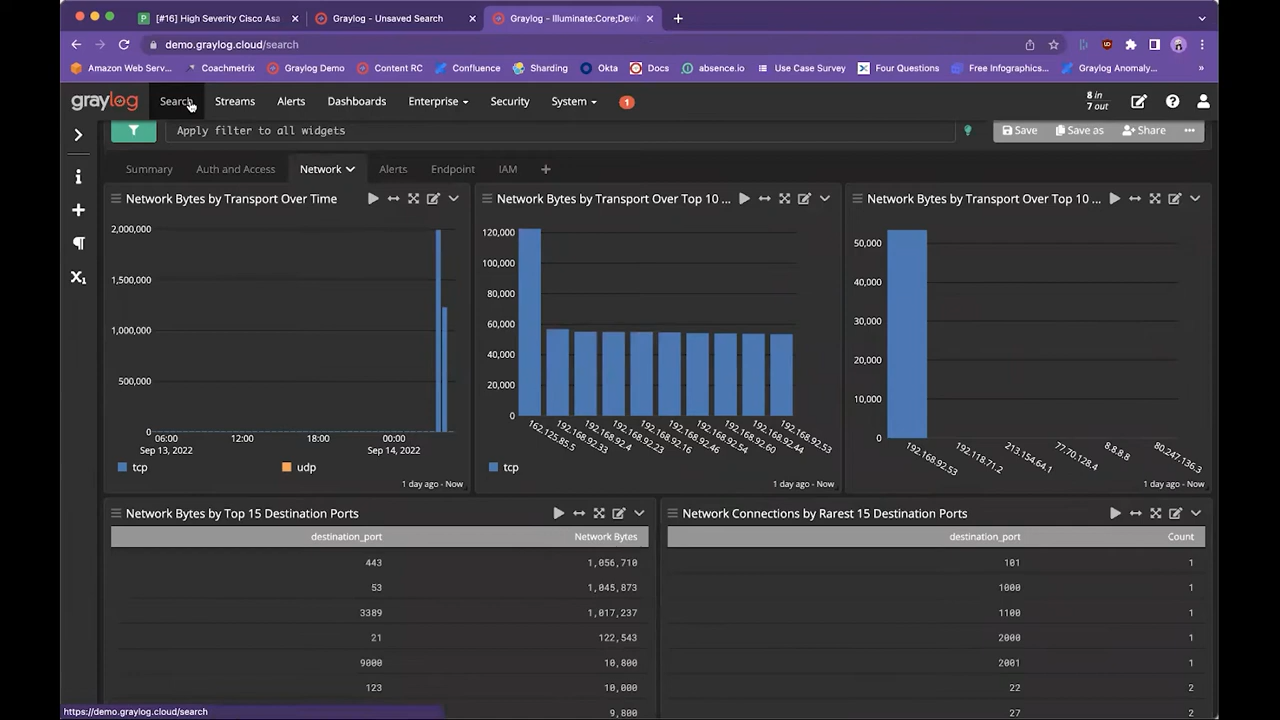 [#16] High Severity Cisco Asa
Graylog - Unsaved Search
Graylog - Illuminate:Core;Devi
demo.graylog.cloud/search
Amazon Web Serv... Coachmetrix Graylog Demo Content RC Confluence Sharding Okta Docs absence.io Use Case Survey Four Questions Free Infographics... Graylog Anomaly... »
graylog Search Streams Alerts Dashboards Enterprise Security System 1 8 in
7 out
Apply filter to all widgets Save Save as Share
Summary Auth and Access Network Alerts Endpoint IAM
Network Bytes by Transport Over Time
2,000,000
1,500,000
1,000,000
500,000
0
06:00 12:00 18:00 00:00
Sep 13, 2022 Sep 14, 2022
tcp udp
1 day ago - Now
Network Bytes by Transport Over Top 10 ...
120,000
100,000
80,000
60,000
40,000
20,000
0
162.125.85.5 192.168.92.33 192.168.92.4 192.168.92.23 192.168.92.16 192.168.92.46 192.168.92.54 192.168.92.60 192.168.92.44 192.168.92.53
tcp
1 day ago - Now
Network Bytes by Transport Over Top 10 ...
50,000
40,000
30,000
20,000
10,000
0
192.168.92.53 192.118.71.2 213.154.64.1 77.70.128.4 8.8.8.8 80.247.136.3
1 day ago - Now
Network Bytes by Top 15 Destination Ports
destination_port Network Bytes
443 1,056,710
53 1,045,873
3389 1,017,237
21 122,543
9000 10,800
123 10,000
9,800
Network Connections by Rarest 15 Destination Ports
destination_port Count
101 1
1000 1
1100 1
2000 1
2001 1
22 2
27 2
https://demo.graylog.cloud/search